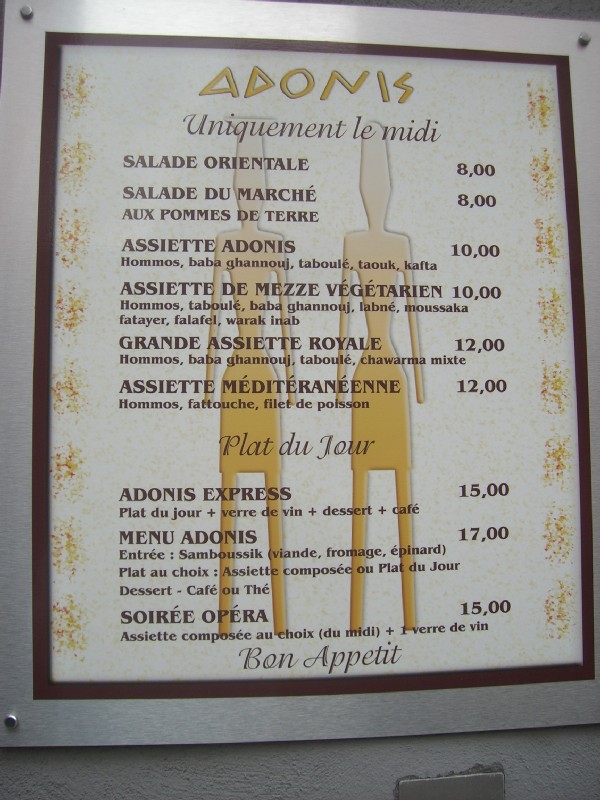 ADONIS
Uniquement le midi
SALADE ORIENTALE 8,00
SALADE DU MARCHÉ 8,00
AUX POMMES DE TERRE
ASSIETTE ADONIS 10,00
Hommos, baba ghannouj, taboulé, taouk, kafta
ASSIETTE DE MEZZE VÉGÉTARIEN 10,00
Hommos, taboulé, baba ghannouj, labné, moussaka
fatayer, falafel, warak inab
GRANDE ASSIETTE ROYALE 12,00
Hommos, baba ghannouj, taboulé, chawarma mixte
ASSIETTE MÉDITÉRANÉENNE 12,00
Hommos, fattouche, filet de poisson
Plat du Jour
ADONIS EXPRESS 15,00
Plat du jour + verre de vin + dessert + café
MENU ADONIS 17,00
Entrée : Samboussik (viande, fromage, épinard)
Plat au choix : Assiette composée ou Plat du Jour
Dessert - Café ou Thé
SOIRÉE OPÉRA 15,00
Assiette composée au choix (du midi) + 1 verre de vin
Bon Appetit